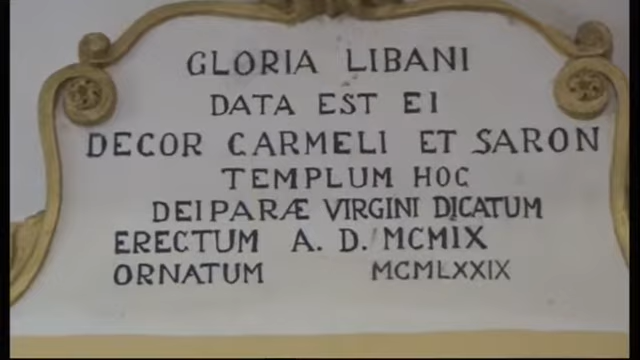 GLORIA LIBANI
DATA EST EI
DECOR CARMELI ET SARON
TEMPLUM HOC
DEIPARÆ VIRGINI DICATUM
ERECTUM A. D. MCMIX
ORNATUM MCMLXXIX